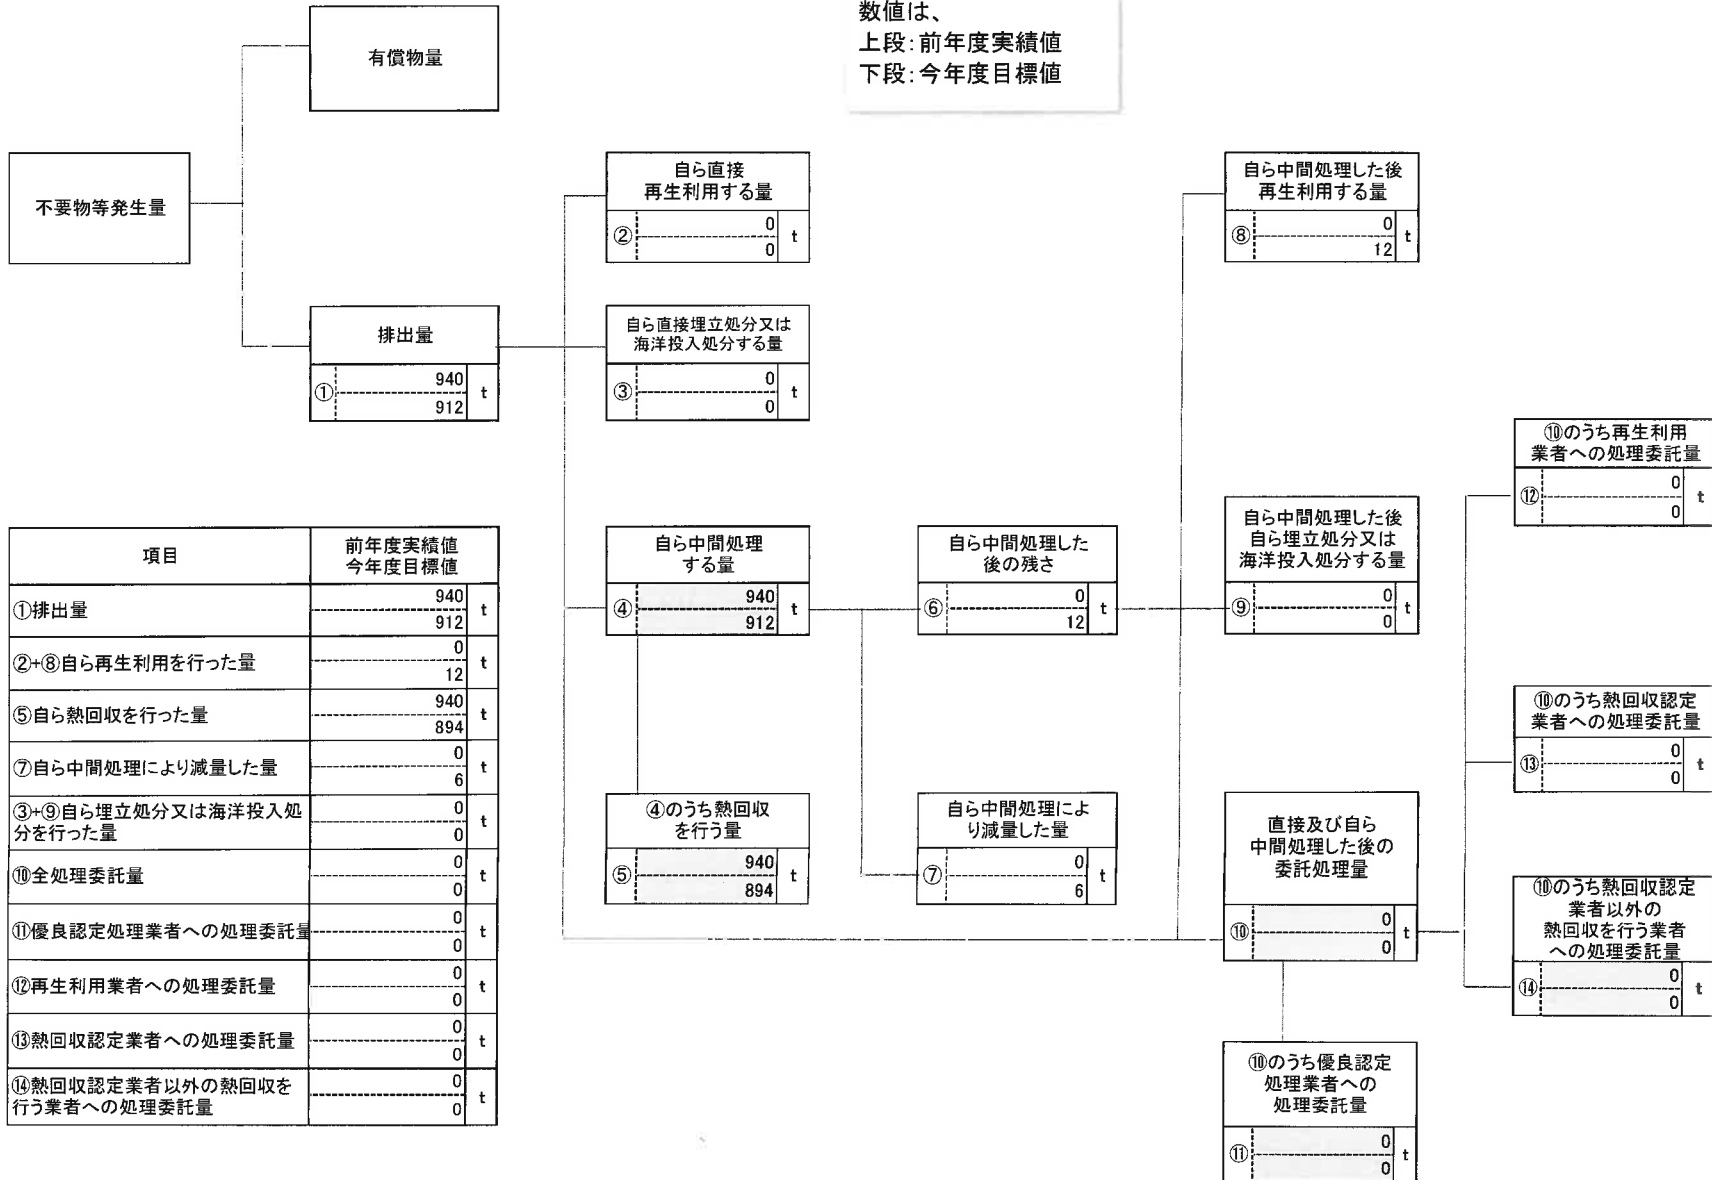 数値は、
上段：前年度実績値
下段：今年度目標値
有償物量
不要物等発生量
排出量
①
940
912
t
自ら直接
再生利用する量
②
0
0
t
自ら直接埋立処分又は
海洋投入処分する量
③
0
0
t
自ら中間処理
する量
④
940
912
t
④のうち熱回収
を行う量
⑤
940
894
t
自ら中間処理した
後の残さ
⑥
0
12
t
自ら中間処理によ
り減量した量
⑦
0
6
t
自ら中間処理した後
再生利用する量
⑧
0
12
t
自ら中間処理した後
自ら埋立処分又は
海洋投入処分する量
⑨
0
0
t
直接及び自ら
中間処理した後の
委託処理量
⑩
0
0
t
⑩のうち優良認定
処理業者への
処理委託量
⑪
0
0
t
⑩のうち再生利用
業者への処理委託量
⑫
0
0
t
⑩のうち熱回収認定
業者への処理委託量
⑬
0
0
t
⑩のうち熱回収認定
業者以外の
熱回収を行う業者
への処理委託量
⑭
0
0
t
項目
前年度実績値
今年度目標値
①排出量
940
912
t
②+⑧自ら再生利用を行った量
0
12
t
⑤自ら熱回収を行った量
940
894
t
⑦自ら中間処理により減量した量
0
6
t
③+⑨自ら埋立処分又は海洋投入処
分を行った量
0
0
t
⑩全処理委託量
0
0
t
⑪優良認定処理業者への処理委託量
0
0
t
⑫再生利用業者への処理委託量
0
0
t
⑬熱回収認定業者への処理委託量
0
0
t
⑭熱回収認定業者以外の熱回収を
行う業者への処理委託量
0
0
t